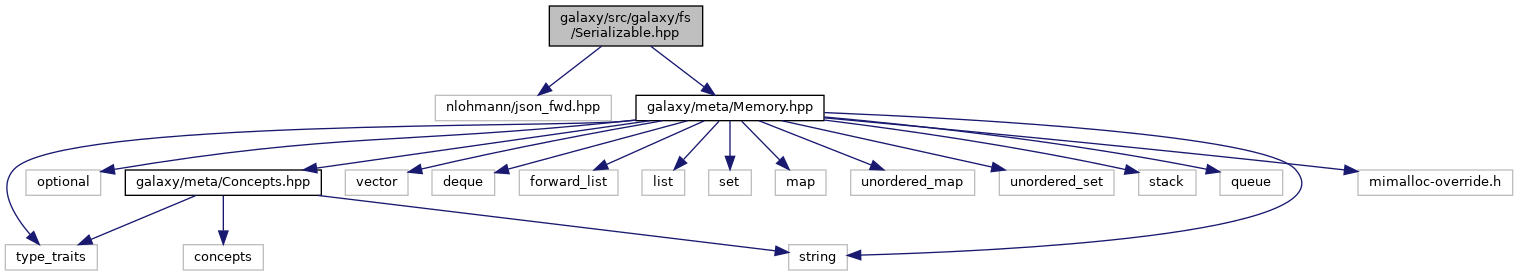 galaxy/src/galaxy/fs
/Serializable.hpp
nlohmann/json_fwd.hpp
galaxy/meta/Memory.hpp
optional
galaxy/meta/Concepts.hpp
vector
deque
forward_list
list
set
map
unordered_map
unordered_set
stack
queue
mimalloc-override.h
type_traits
concepts
string